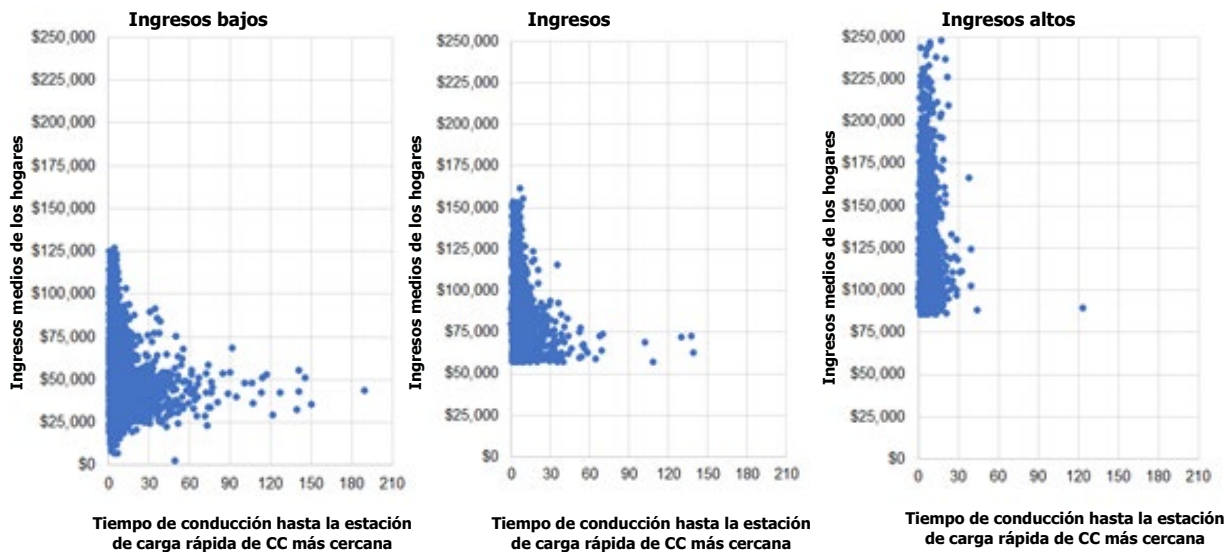 Ingresos bajos
$250,000
$225,000
$200,000
$175,000
$150,000
$125,000
$100,000
$75,000
$50,000
$25,000
$0
Ingresos medios de los hogares
0 30 60 90 120 150 180 210
Tiempo de conducción hasta la estación
de carga rápida de CC más cercana
Ingresos
$250,000
$225,000
$200,000
$175,000
$150,000
$125,000
$100,000
$75,000
$50,000
$25,000
$0
Ingresos medios de los hogares
0 30 60 90 120 150 180 210
Tiempo de conducción hasta la estación
de carga rápida de CC más cercana
Ingresos altos
$250,000
$225,000
$200,000
$175,000
$150,000
$125,000
$100,000
$75,000
$50,000
$25,000
$0
Ingresos medios de los hogares
0 30 60 90 120 150 180 210
Tiempo de conducción hasta la estación
de carga rápida de CC más cercana